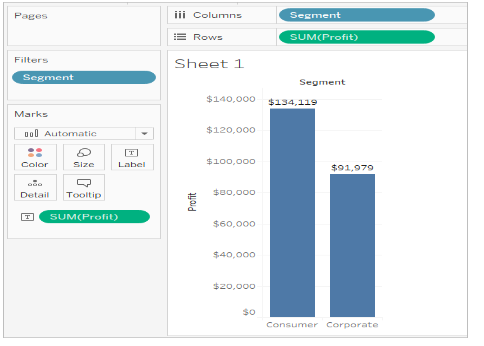 Pages
Columns
Segment
Rows
SUM(Profit)
Filters
Segment
Marks
Automatic
Color
Size
Label
Detail
Tooltip
SUM(Profit)
Sheet 1
Segment
Profit
$140,000
$120,000
$100,000
$80,000
$60,000
$40,000
$20,000
$0
$134,119
$91,979
Consumer Corporate